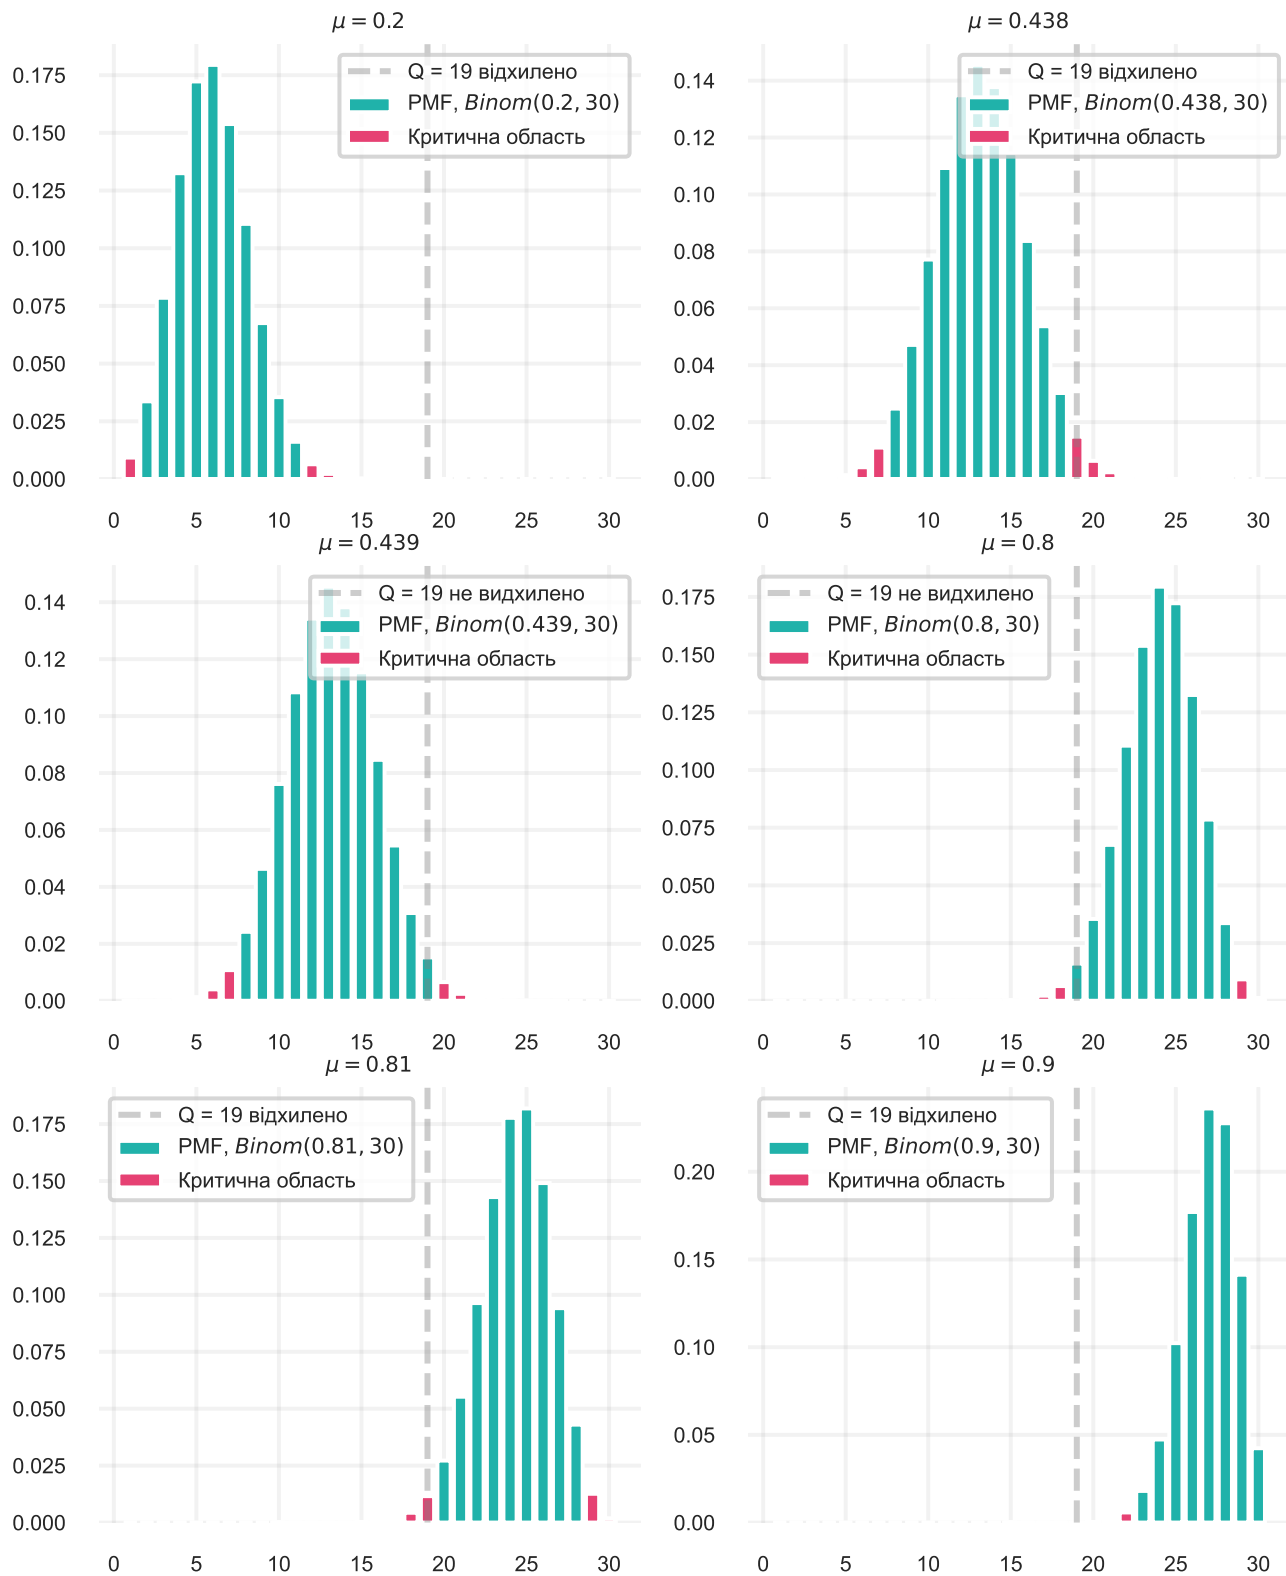 μ = 0.2
Q = 19 відхилено
PMF, Binom(0.2, 30)
Критична область
0.175
0.150
0.125
0.100
0.075
0.050
0.025
0.000
0 5 10 15 20 25 30
μ = 0.438
Q = 19 відхилено
PMF, Binom(0.438, 30)
Критична область
0.14
0.12
0.10
0.08
0.06
0.04
0.02
0.00
0 5 10 15 20 25 30
μ = 0.439
Q = 19 не видхилено
PMF, Binom(0.439, 30)
Критична область
0.14
0.12
0.10
0.08
0.06
0.04
0.02
0.00
0 5 10 15 20 25 30
μ = 0.8
Q = 19 не видхилено
PMF, Binom(0.8, 30)
Критична область
0.175
0.150
0.125
0.100
0.075
0.050
0.025
0.000
0 5 10 15 20 25 30
μ = 0.81
Q = 19 відхилено
PMF, Binom(0.81, 30)
Критична область
0.175
0.150
0.125
0.100
0.075
0.050
0.025
0.000
0 5 10 15 20 25 30
μ = 0.9
Q = 19 відхилено
PMF, Binom(0.9, 30)
Критична область
0.20
0.15
0.10
0.05
0.00
0 5 10 15 20 25 30